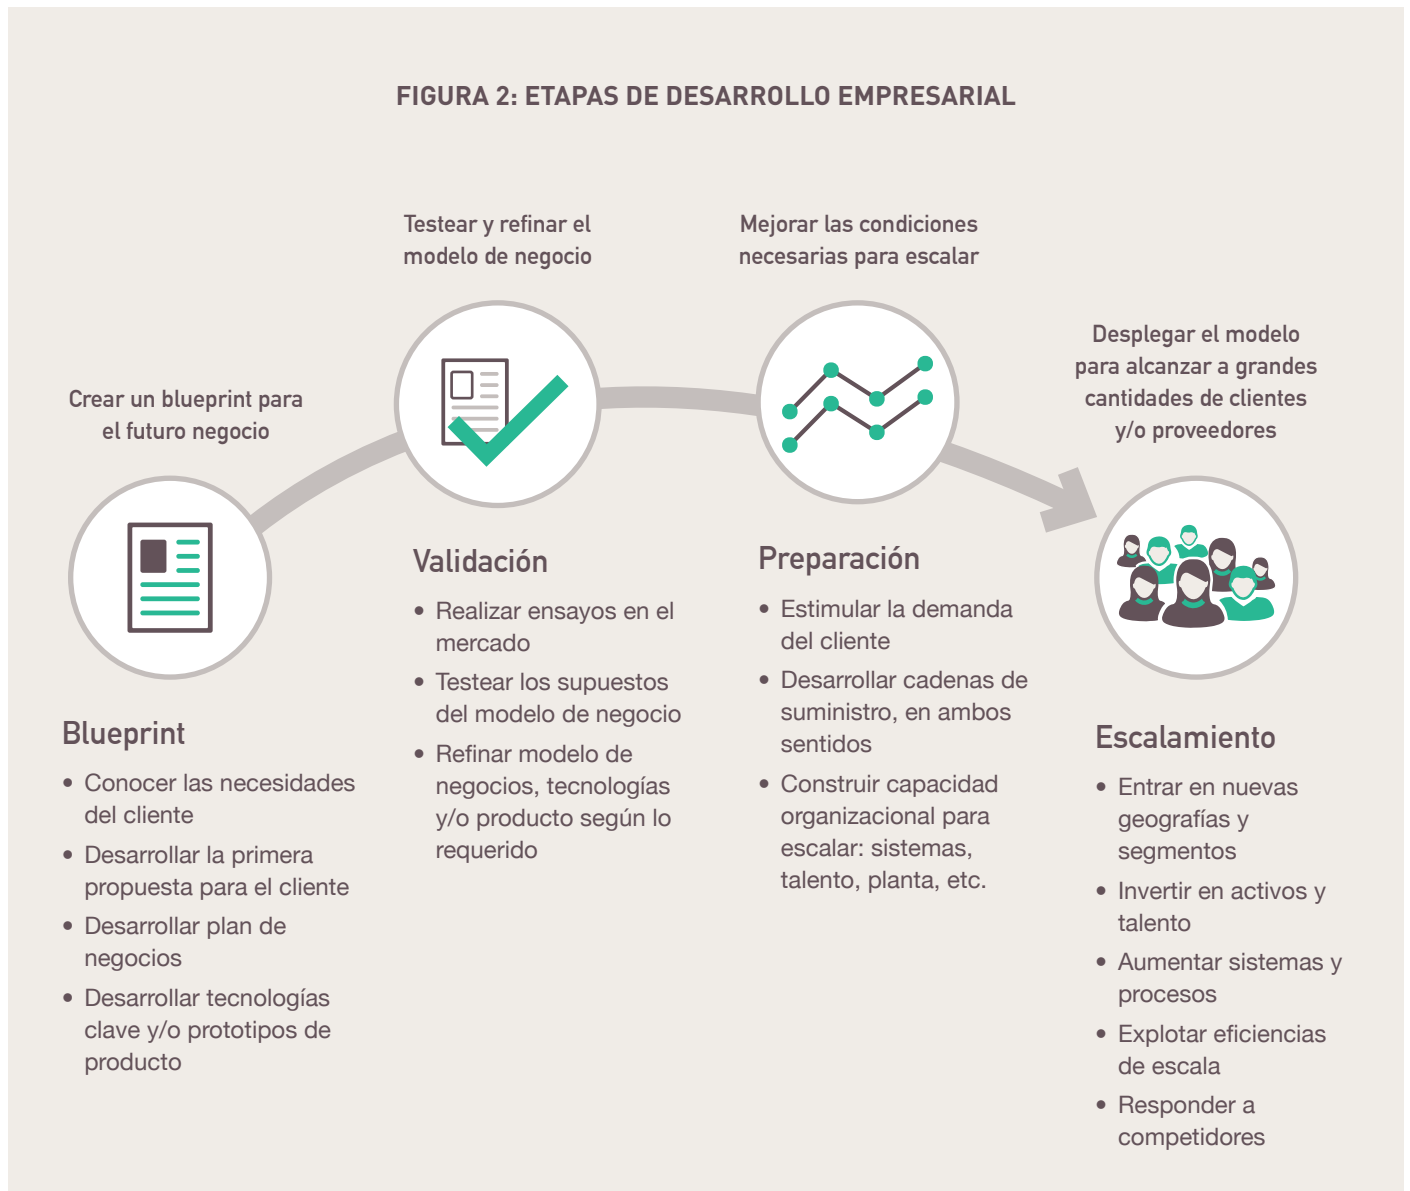 FIGURA 2: ETAPAS DE DESARROLLO EMPRESARIAL
Crear un blueprint para
el futuro negocio
Blueprint
• Conocer las necesidades
del cliente
• Desarrollar la primera
propuesta para el cliente
• Desarrollar plan de
negocios
• Desarrollar tecnologías
clave y/o prototipos de
producto
Testear y refinar el
modelo de negocio
Validación
• Realizar ensayos en el
mercado
• Testear los supuestos
del modelo de negocio
• Refinar modelo de
negocios, tecnologías
y/o producto según lo
requerido
Mejorar las condiciones
necesarias para escalar
Preparación
• Estimular la demanda
del cliente
• Desarrollar cadenas de
suministro, en ambos
sentidos
• Construir capacidad
organizacional para
escalar: sistemas,
talento, planta, etc.
Desplegar el modelo
para alcanzar a grandes
cantidades de clientes
y/o proveedores
Escalamiento
• Entrar en nuevas
geografías y
segmentos
• Invertir en activos y
talento
• Aumentar sistemas y
procesos
• Explotar eficiencias
de escala
• Responder a
competidores